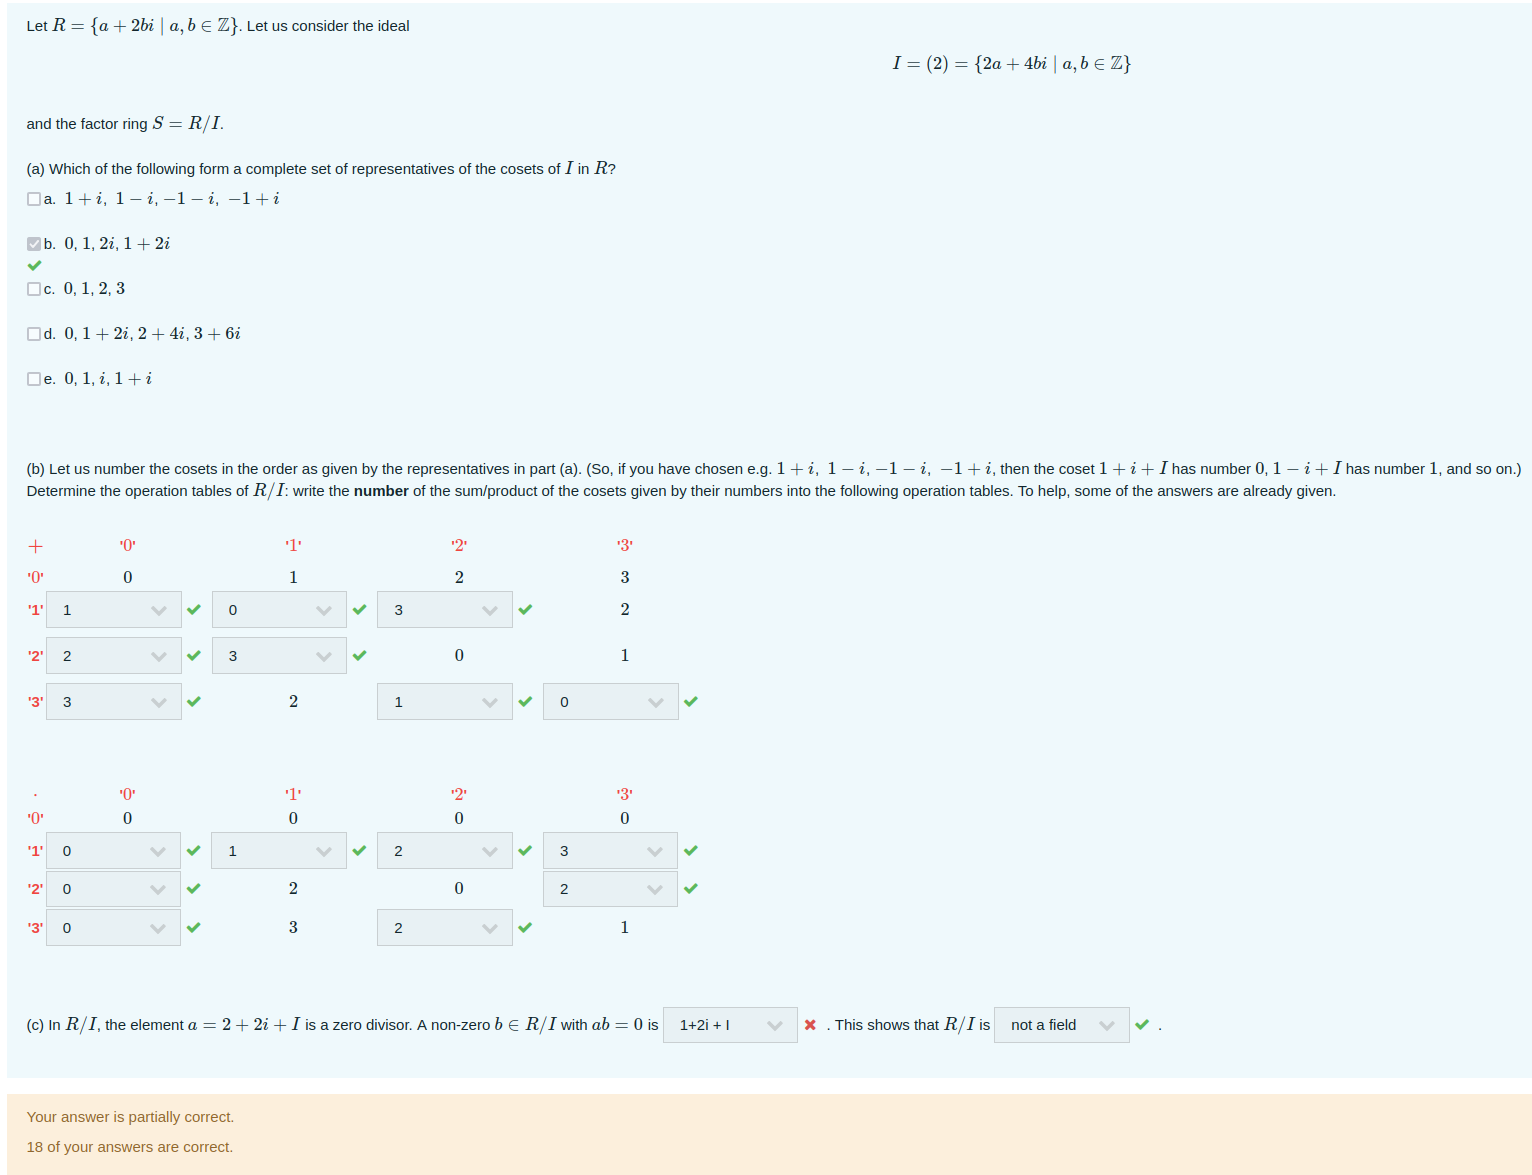 Let R = {a + 2bi | a, b ∈ ℤ}. Let us consider the ideal
I = (2) = {2a + 4bi | a, b ∈ ℤ}
and the factor ring S = R/I.
(a) Which of the following form a complete set of representatives of the cosets of I in R?
a. 1 + i, 1 − i, −1 − i, −1 + i
b. 0, 1, 2i, 1 + 2i
c. 0, 1, 2, 3
d. 0, 1 + 2i, 2 + 4i, 3 + 6i
e. 0, 1, i, 1 + i
(b) Let us number the cosets in the order as given by the representatives in part (a). (So, if you have chosen e.g. 1 + i, 1 − i, −1 − i, −1 + i, then the coset 1 + i + I has number 0, 1 − i + I has number 1, and so on.)
Determine the operation tables of R/I: write the number of the sum/product of the cosets given by their numbers into the following operation tables. To help, some of the answers are already given.
+ '0' '1' '2' '3'
'0' 0 1 2 3
'1' 1 0 3 2
'2' 2 3 0 1
'3' 3 2 1 0
· '0' '1' '2' '3'
'0' 0 0 0 0
'1' 0 1 2 3
'2' 0 2 0 2
'3' 0 3 2 1
(c) In R/I, the element a = 2 + 2i + I is a zero divisor. A non-zero b ∈ R/I with ab = 0 is 1+2i + I . This shows that R/I is not a field .
Your answer is partially correct.
18 of your answers are correct.